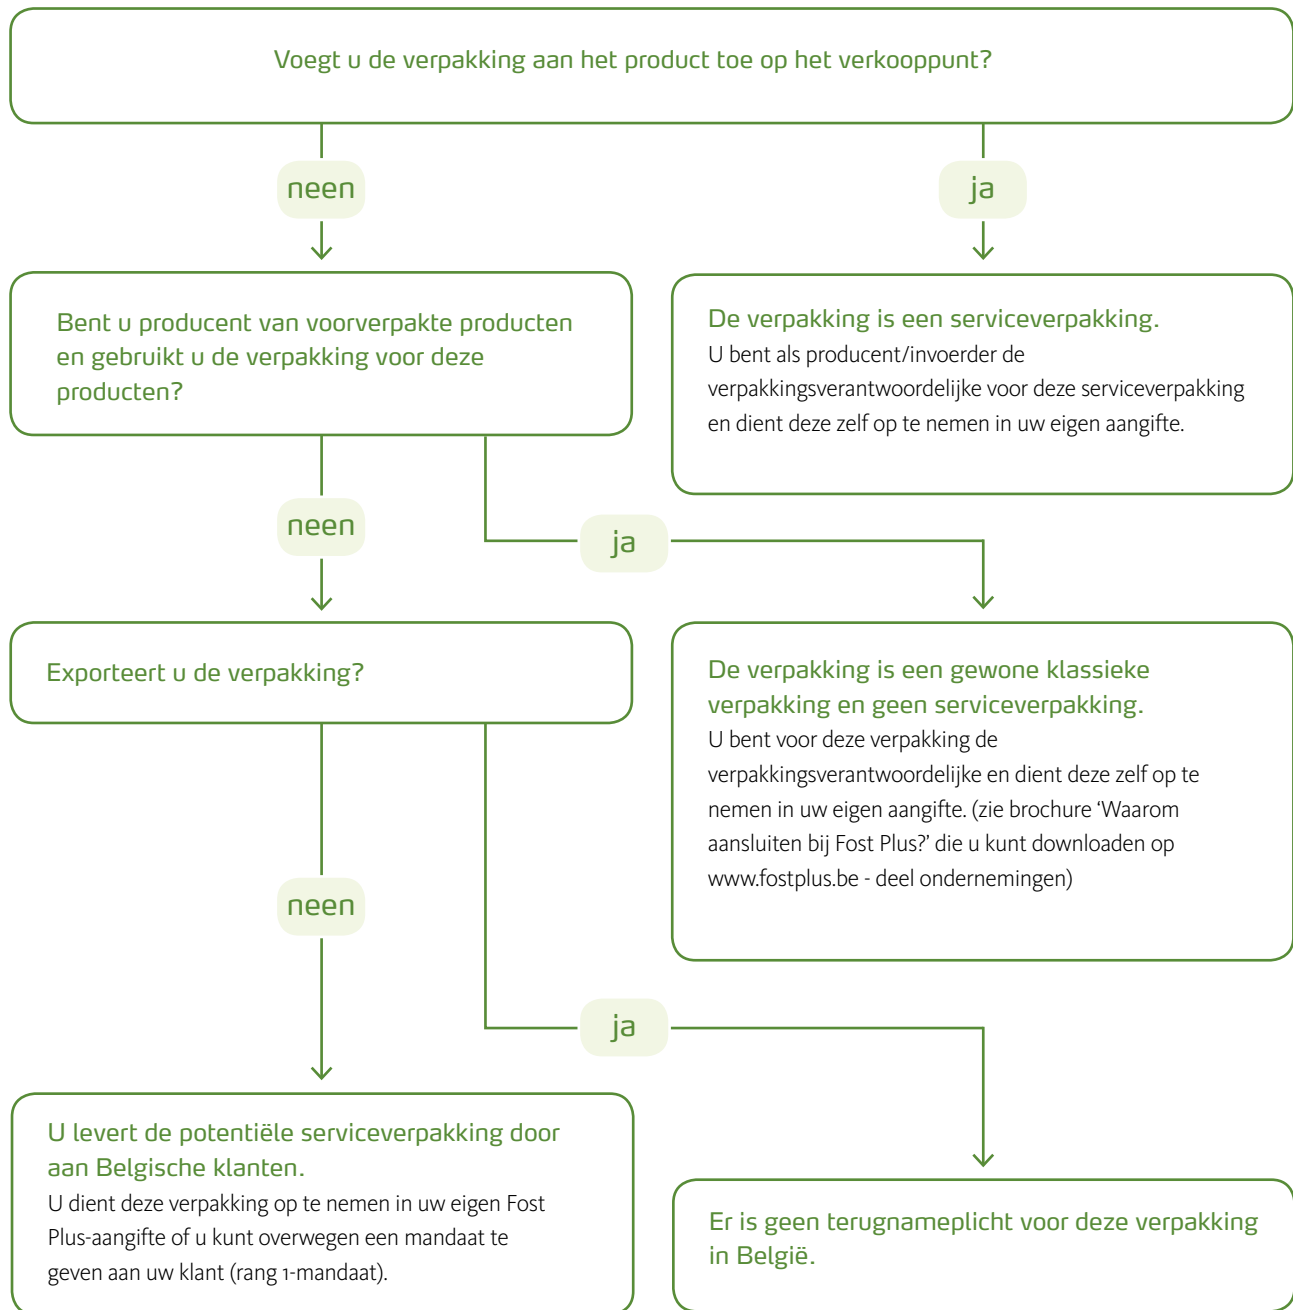 Voegt u de verpakking aan het product toe op het verkooppunt?
neen
ja
Bent u producent van voorverpakte producten
en gebruikt u de verpakking voor deze
producten?
De verpakking is een serviceverpakking.
U bent als producent/invoerder de
verpakkingsverantwoordelijke voor deze serviceverpakking
en dient deze zelf op te nemen in uw eigen aangifte.
neen
ja
Exporteert u de verpakking?
De verpakking is een gewone klassieke
verpakking en geen serviceverpakking.
U bent voor deze verpakking de
verpakkingsverantwoordelijke en dient deze zelf op te
nemen in uw eigen aangifte. (zie brochure ‘Waarom
aansluiten bij Fost Plus?’ die u kunt downloaden op
www.fostplus.be - deel ondernemingen)
neen
ja
U levert de potentiële serviceverpakking door
aan Belgische klanten.
U dient deze verpakking op te nemen in uw eigen Fost
Plus-aangifte of u kunt overwegen een mandaat te
geven aan uw klant (rang 1-mandaat).
Er is geen terugnameplicht voor deze verpakking
in België.